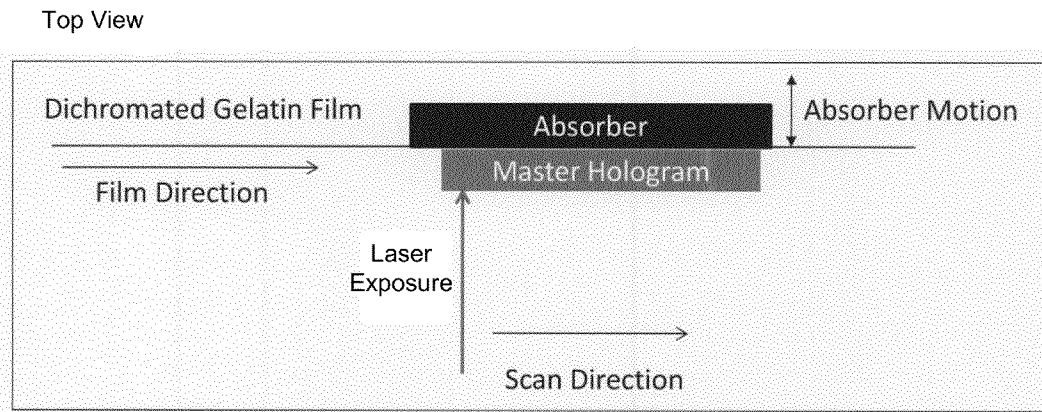 Top View
Dichromated Gelatin Film
Absorber
Absorber Motion
Master Hologram
Film Direction
Laser
Exposure
Scan Direction